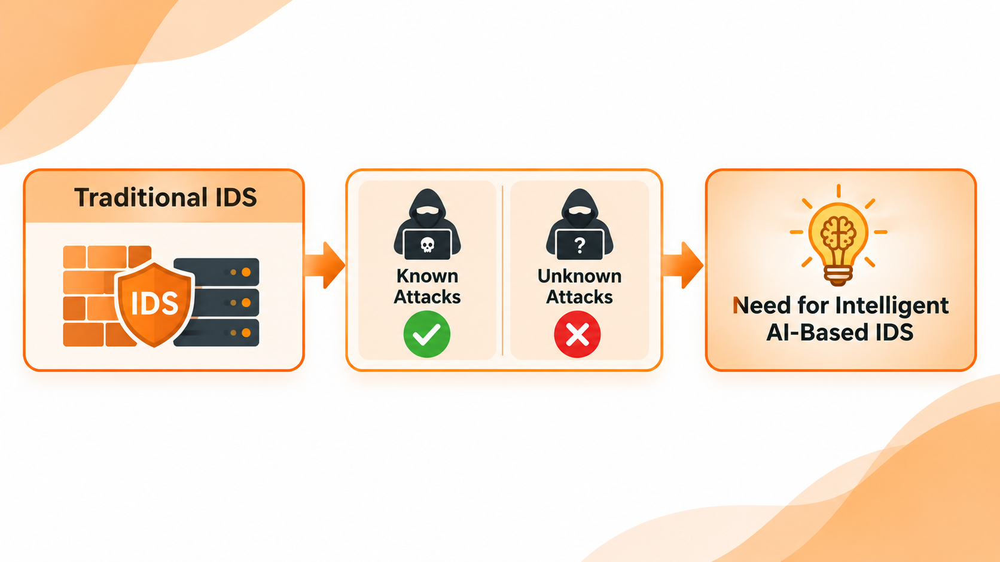 Traditional IDS
IDS
Known
Attacks
?
Unknown
Attacks
Need for Intelligent
AI-Based IDS